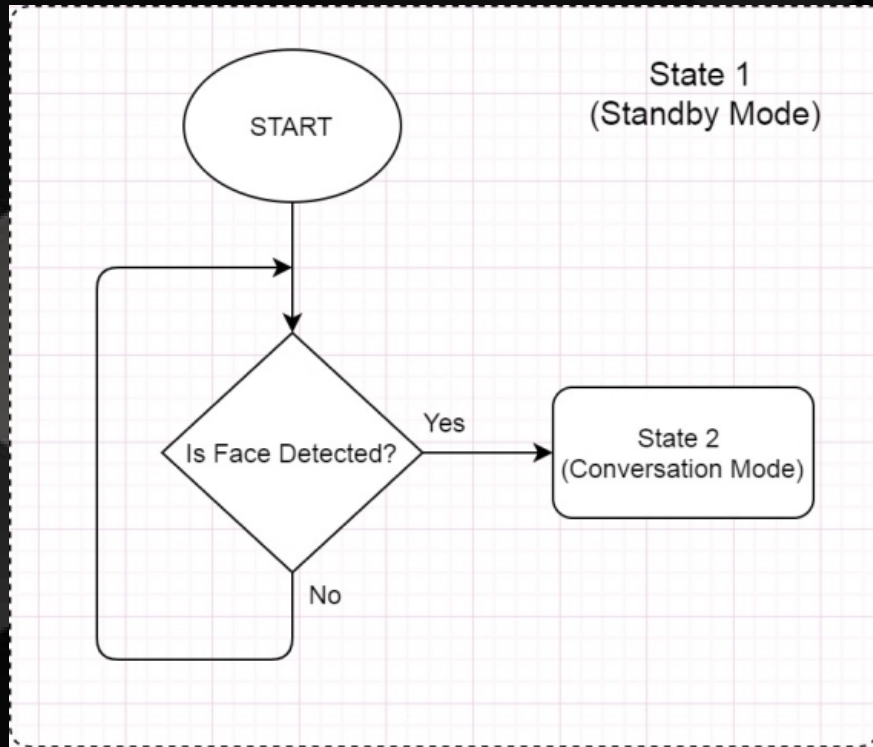 START
State 1
(Standby Mode)
Is Face Detected?
Yes
State 2
(Conversation Mode)
No